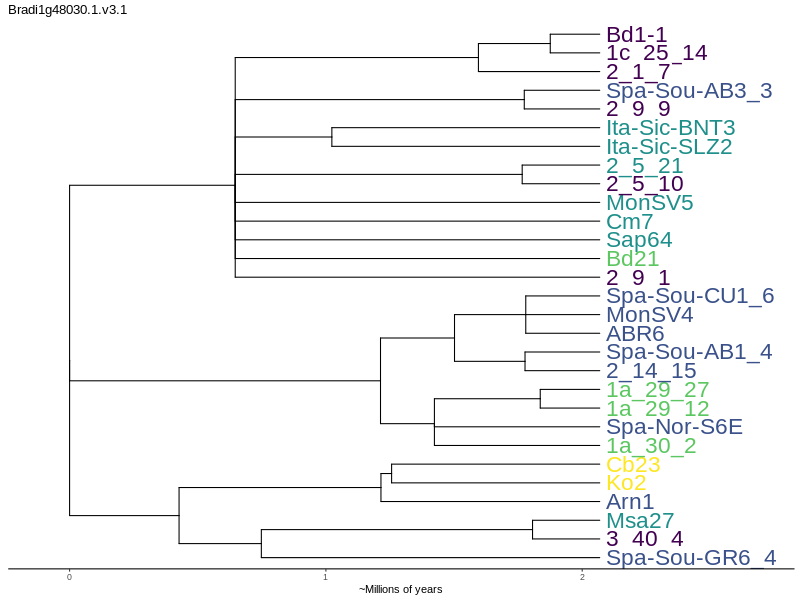 Bradi1g48030.1.v3.1
Bd1-1
1c_25_14
2_1_7
Spa-Sou-AB3_3
2_9_9
Ita-Sic-BNT3
Ita-Sic-SLZ2
2_5_21
2_5_10
MonSV5
Cm7
Sap64
Bd21
2_9_1
Spa-Sou-CU1_6
MonSV4
ABR6
Spa-Sou-AB1_4
2_14_15
1a_29_27
1a_29_12
Spa-Nor-S6E
1a_30_2
Cb23
Ko2
Arn1
Msa27
3_40_4
Spa-Sou-GR6_4
0 1 2
~Millions of years